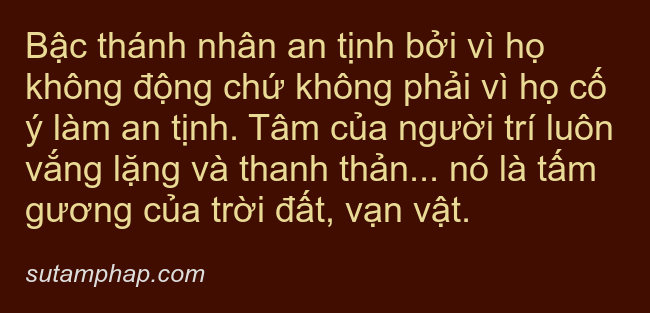 Bậc thánh nhân an tịnh bởi vì họ
không động chứ không phải vì họ cố
ý làm an tịnh. Tâm của người trí luôn
vắng lặng và thanh thản... nó là tấm
gương của trời đất, vạn vật.
sutamphap.com